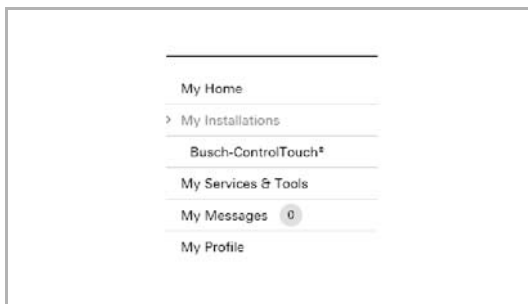 My Home
My Installations
Busch-ControlTouch®
My Services & Tools
My Messages 0
My Profile